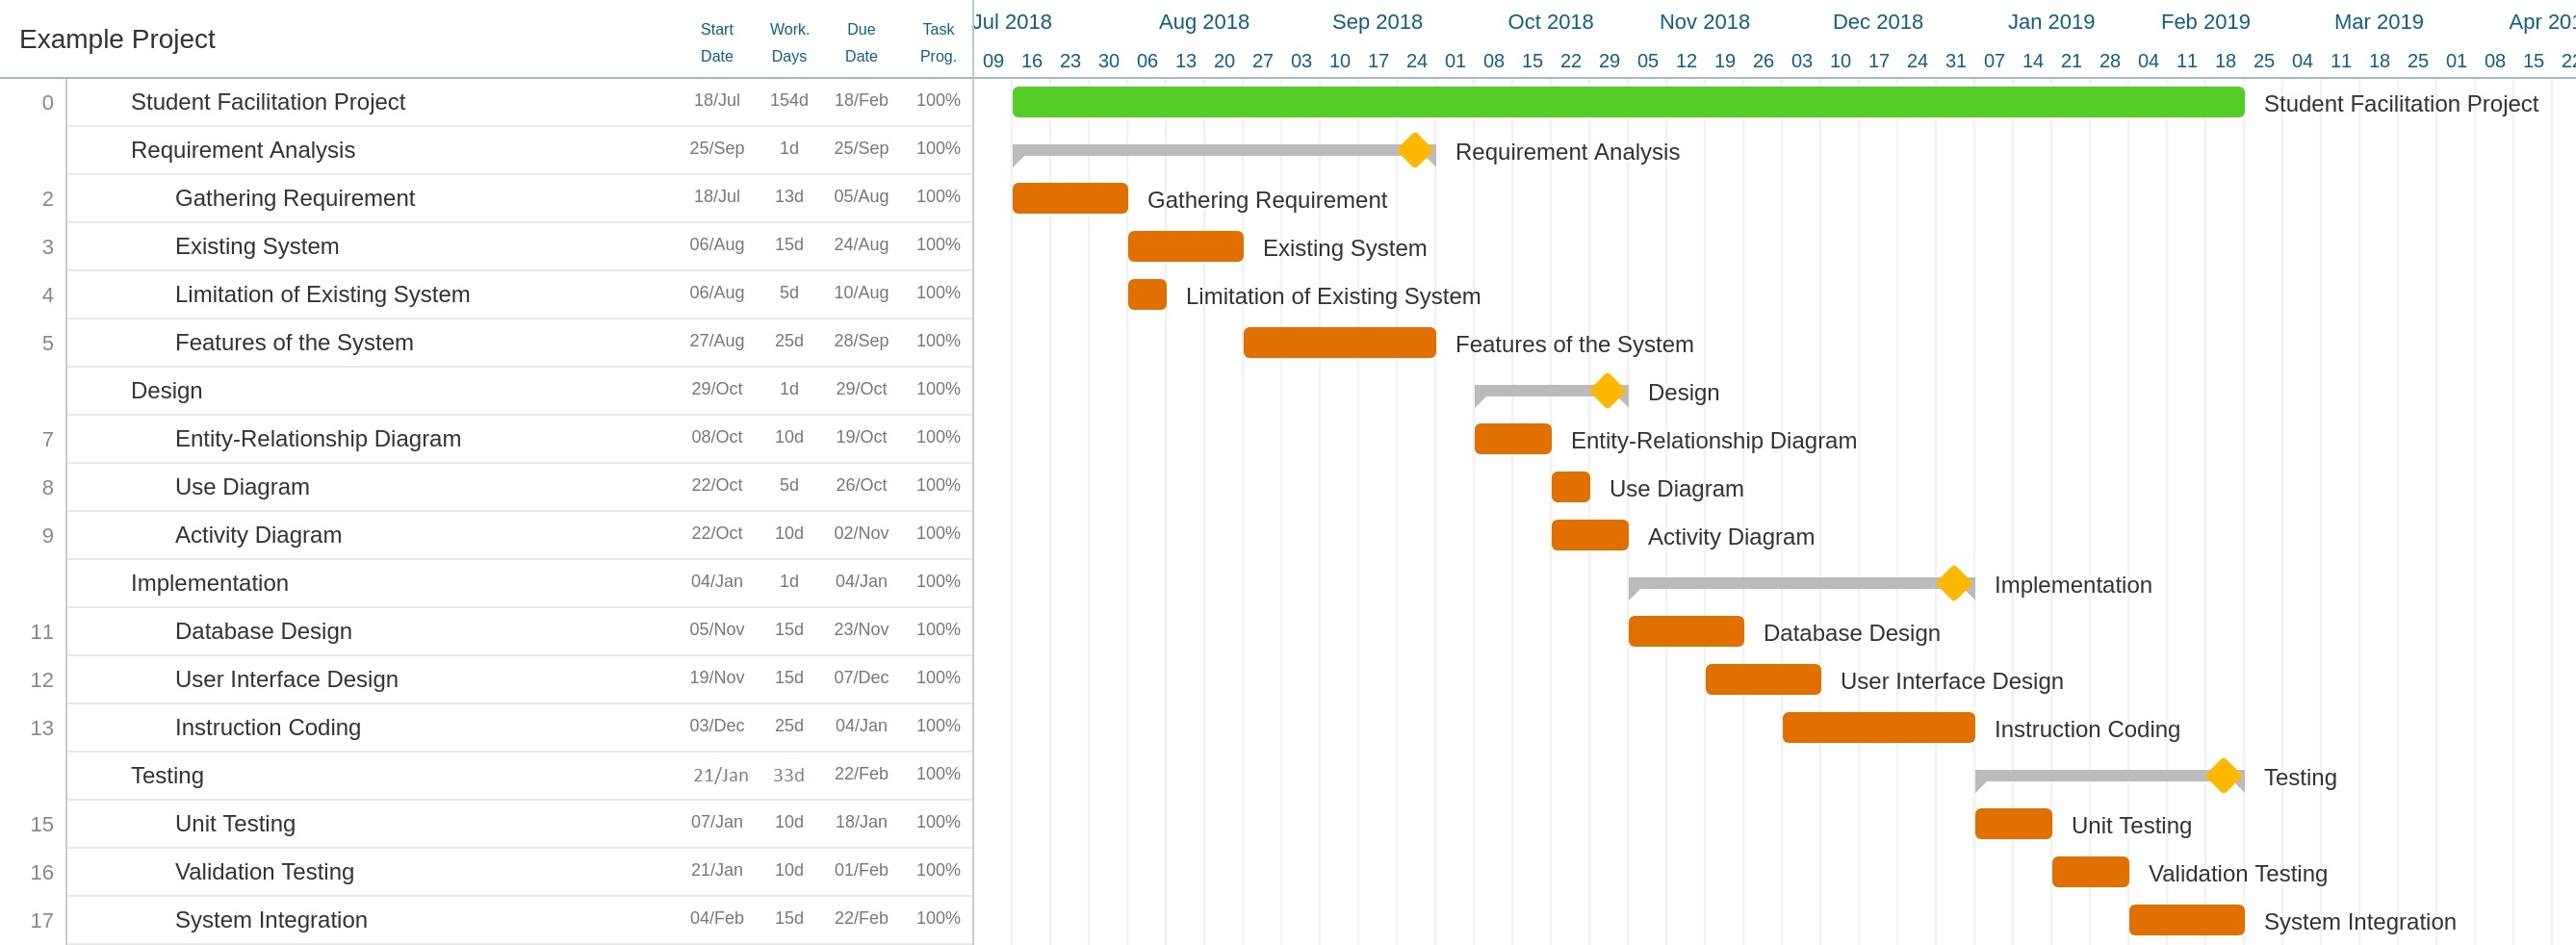 Example Project
Start Date Work. Days Due Date Task Prog.
Jul 2018 Aug 2018 Sep 2018 Oct 2018 Nov 2018 Dec 2018 Jan 2019 Feb 2019 Mar 2019 Apr 201
09 16 23 30 06 13 20 27 03 10 17 24 01 08 15 22 29 05 12 19 26 03 10 17 24 31 07 14 21 28 04 11 18 25 04 11 18 25 01 08 15 22
0 Student Facilitation Project 18/Jul 154d 18/Feb 100% Student Facilitation Project
Requirement Analysis 25/Sep 1d 25/Sep 100% Requirement Analysis
2 Gathering Requirement 18/Jul 13d 05/Aug 100% Gathering Requirement
3 Existing System 06/Aug 15d 24/Aug 100% Existing System
4 Limitation of Existing System 06/Aug 5d 10/Aug 100% Limitation of Existing System
5 Features of the System 27/Aug 25d 28/Sep 100% Features of the System
Design 29/Oct 1d 29/Oct 100% Design
7 Entity-Relationship Diagram 08/Oct 10d 19/Oct 100% Entity-Relationship Diagram
8 Use Diagram 22/Oct 5d 26/Oct 100% Use Diagram
9 Activity Diagram 22/Oct 10d 02/Nov 100% Activity Diagram
Implementation 04/Jan 1d 04/Jan 100% Implementation
11 Database Design 05/Nov 15d 23/Nov 100% Database Design
12 User Interface Design 19/Nov 15d 07/Dec 100% User Interface Design
13 Instruction Coding 03/Dec 25d 04/Jan 100% Instruction Coding
Testing 21/Jan 33d 22/Feb 100% Testing
15 Unit Testing 07/Jan 10d 18/Jan 100% Unit Testing
16 Validation Testing 21/Jan 10d 01/Feb 100% Validation Testing
17 System Integration 04/Feb 15d 22/Feb 100% System Integration